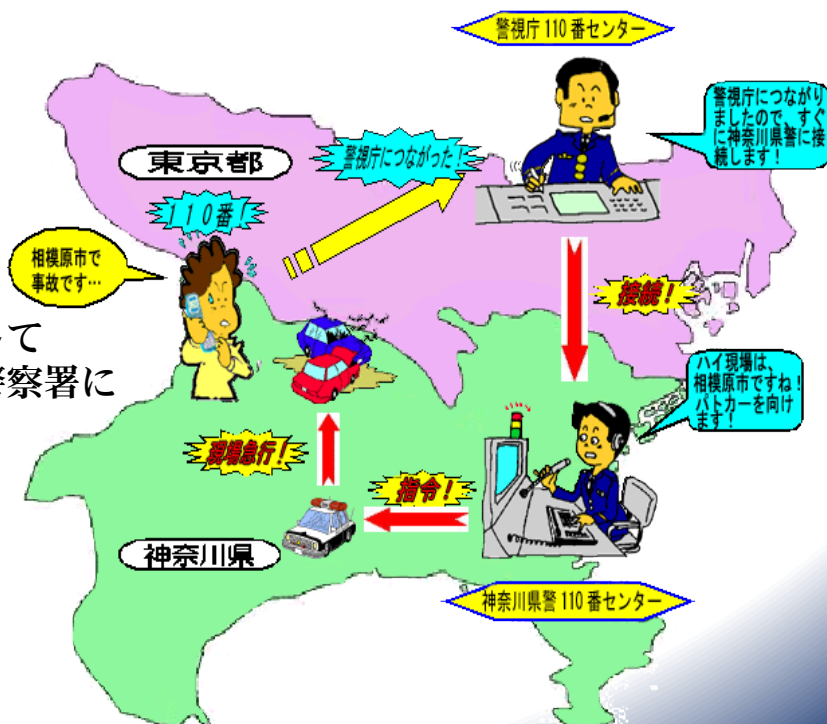 警視庁110番センター
警視庁につながり
ましたので、すぐ
に神奈川県警に接
続します！
東京都
警視庁につながった！
１１０番！
相模原市で
事故です…
接続！
して
察署に
ハイ現場は、
相模原市ですね！
パトカーを向け
ます！
現場急行！
指令！
神奈川県
神奈川県警110番センター